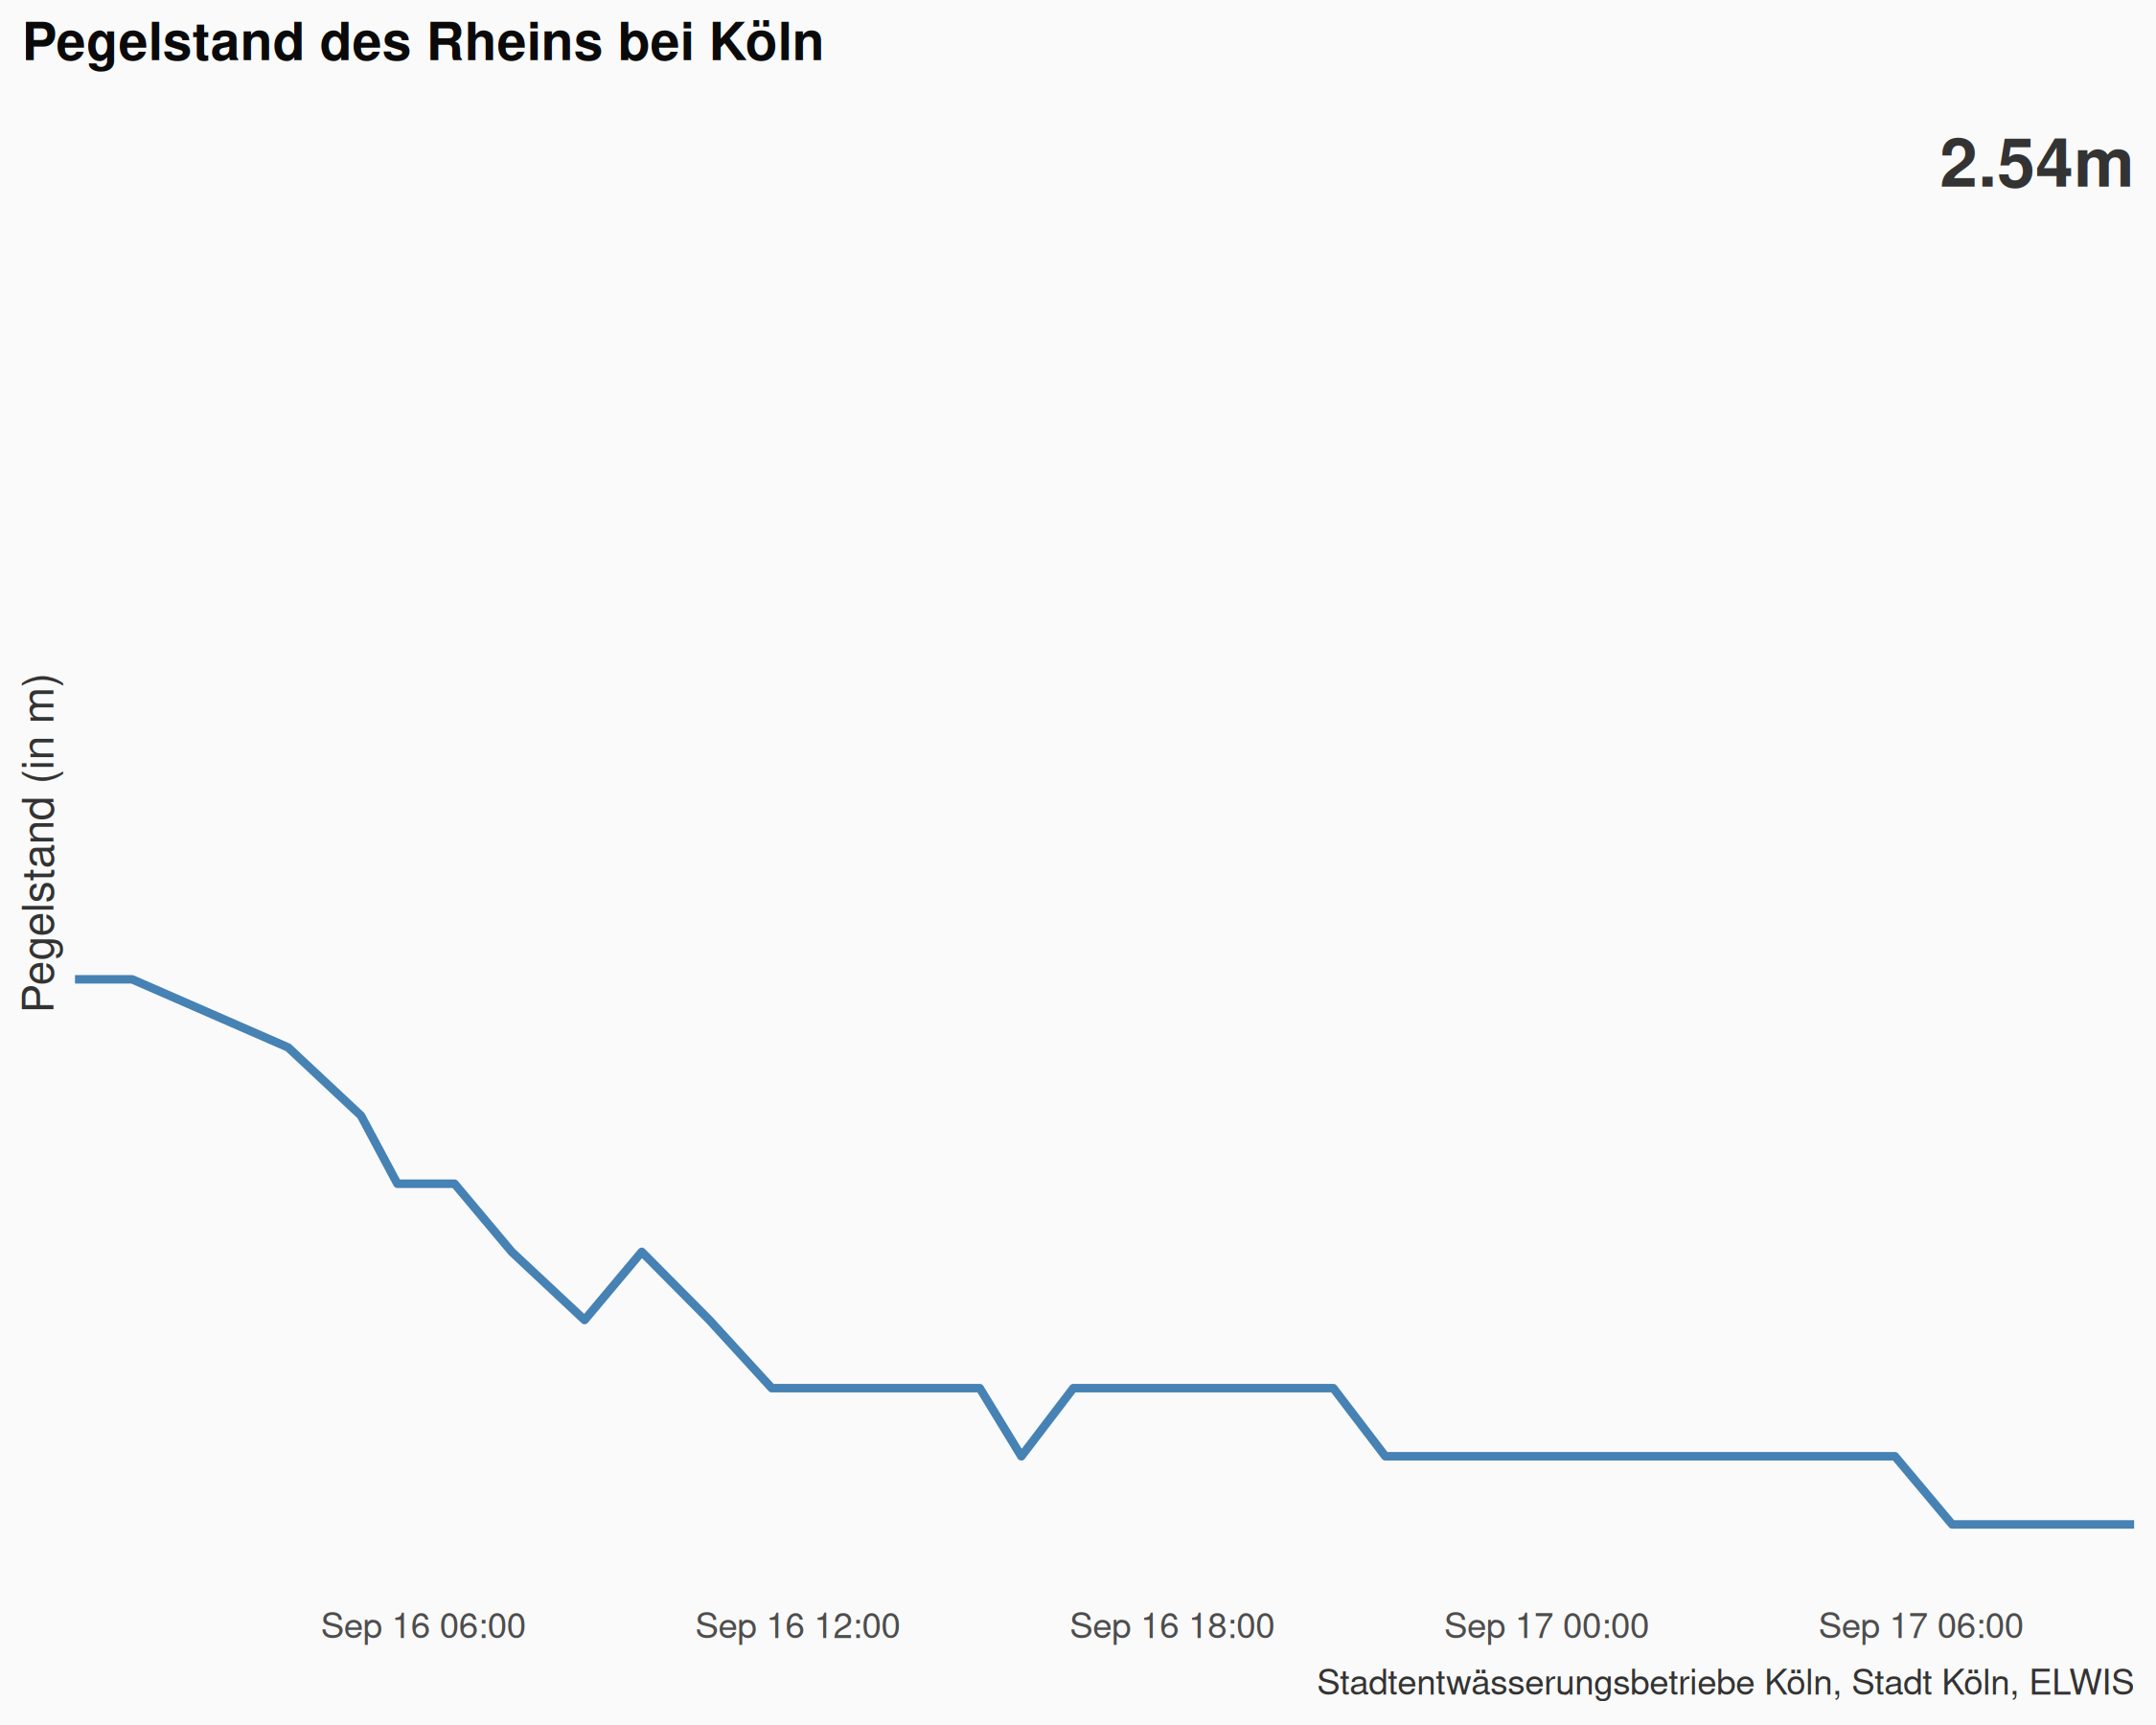 Pegelstand des Rheins bei Köln
2.54m
Pegelstand (in m)
Sep 16 06:00 Sep 16 12:00 Sep 16 18:00 Sep 17 00:00 Sep 17 06:00
Stadtentwässerungsbetriebe Köln, Stadt Köln, ELWIS